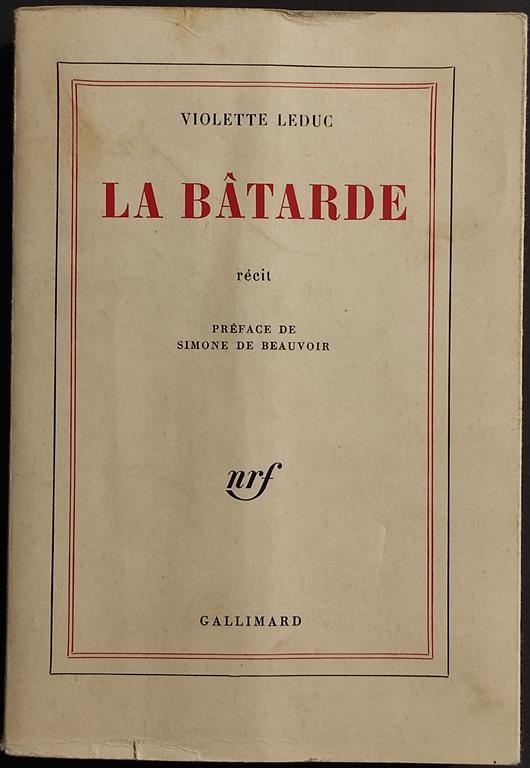 VIOLETTE LEDUC
LA BÂTARDE
récit
PRÉFACE DE
SIMONE DE BEAUVOIR
nrf
GALLIMARD